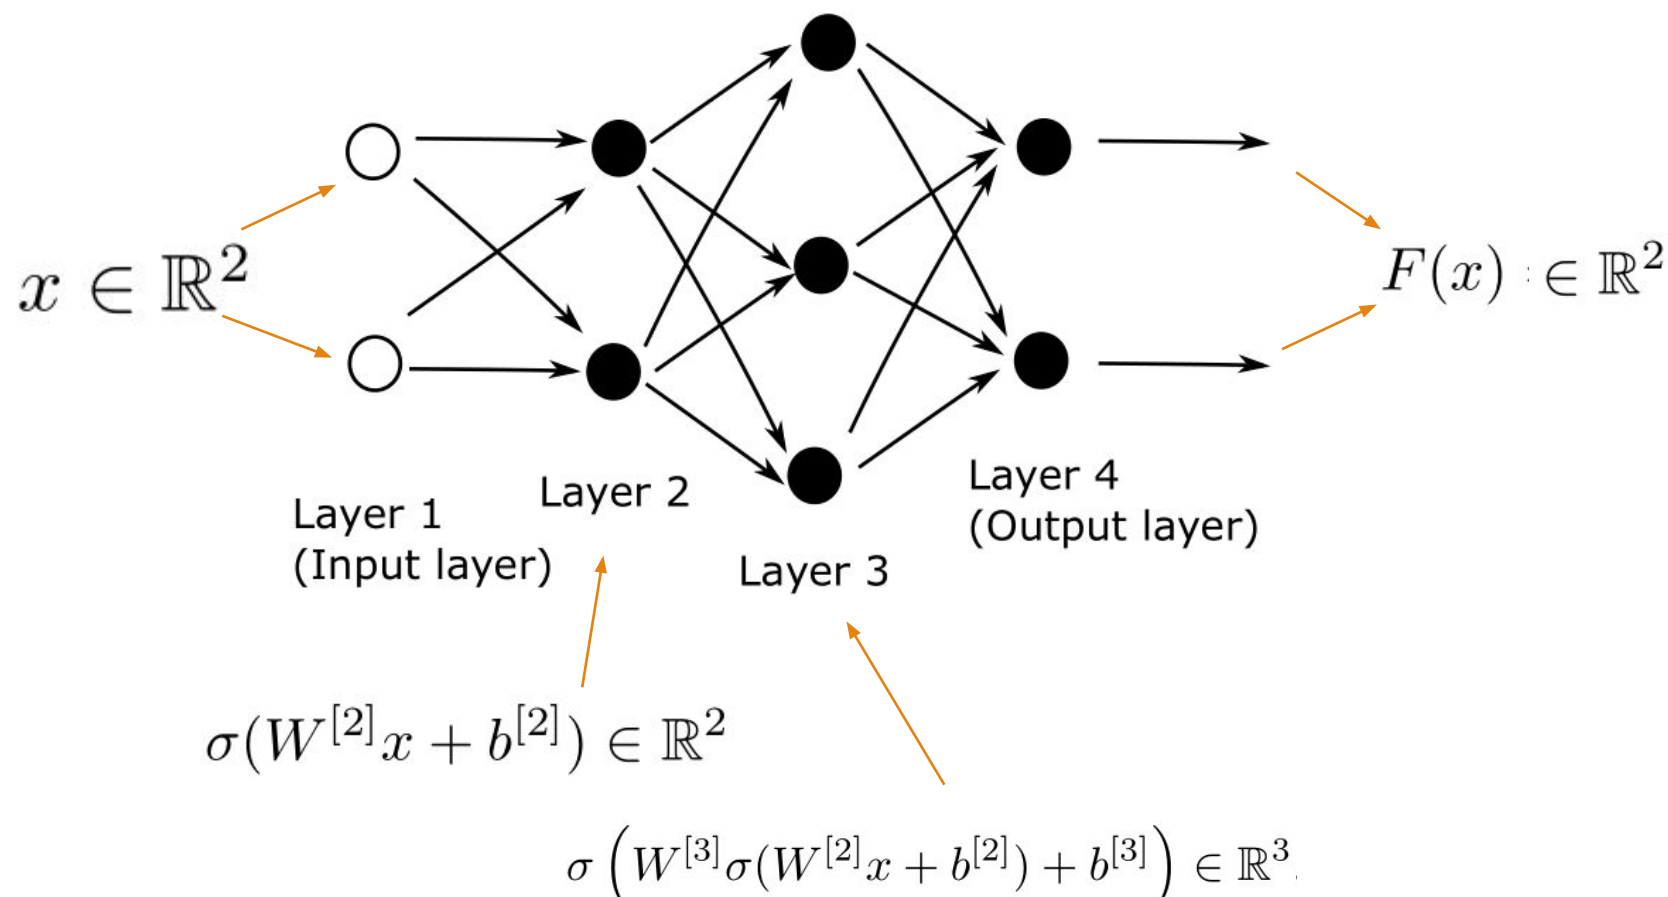 x ∈ ℝ²
F(x) : ∈ ℝ²
Layer 1
(Input layer)
Layer 2
Layer 3
Layer 4
(Output layer)
σ(W^{[2]}x + b^{[2]}) ∈ ℝ²
σ(W^{[3]}σ(W^{[2]}x + b^{[2]}) + b^{[3]}) ∈ ℝ³.